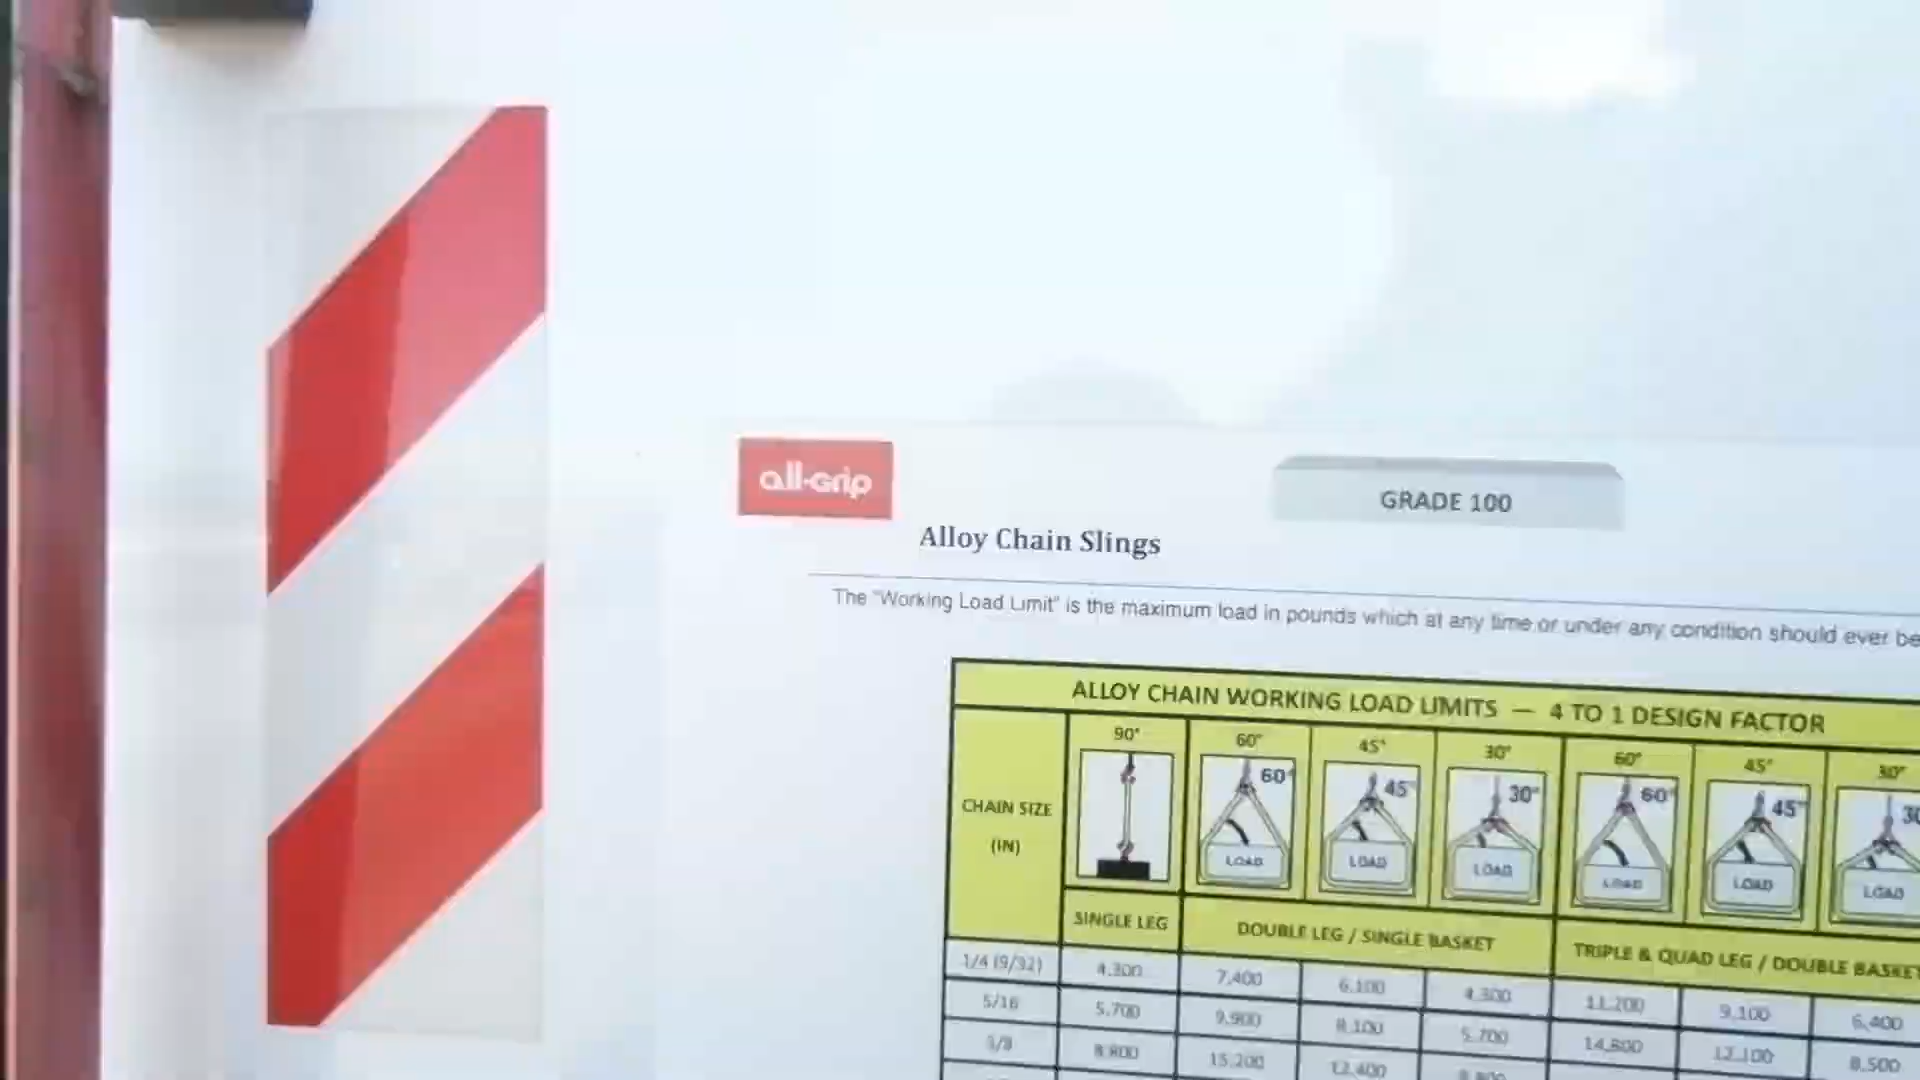 all-Grip
GRADE 100
Alloy Chain Slings
The "Working Load Limit" is the maximum load in pounds which at any time or under any condition should ever be
ALLOY CHAIN WORKING LOAD LIMITS — 4 TO 1 DESIGN FACTOR
CHAIN SIZE
(IN)
90° 60° 45° 30° 60° 45° 30°
60° 45° 30° 60° 45° 30
LOAD LOAD LOAD LOAD LOAD LOAD
SINGLE LEG DOUBLE LEG / SINGLE BASKET TRIPLE & QUAD LEG / DOUBLE BASKET
1/4 (9/32) 4,300 7,400 6,100 4,300 11,200 9,100 6,400
5/16 5,700 9,900 8,100 5,700 14,800 12,100 8,500
3/8 8,800 15,200 12,400 8,800